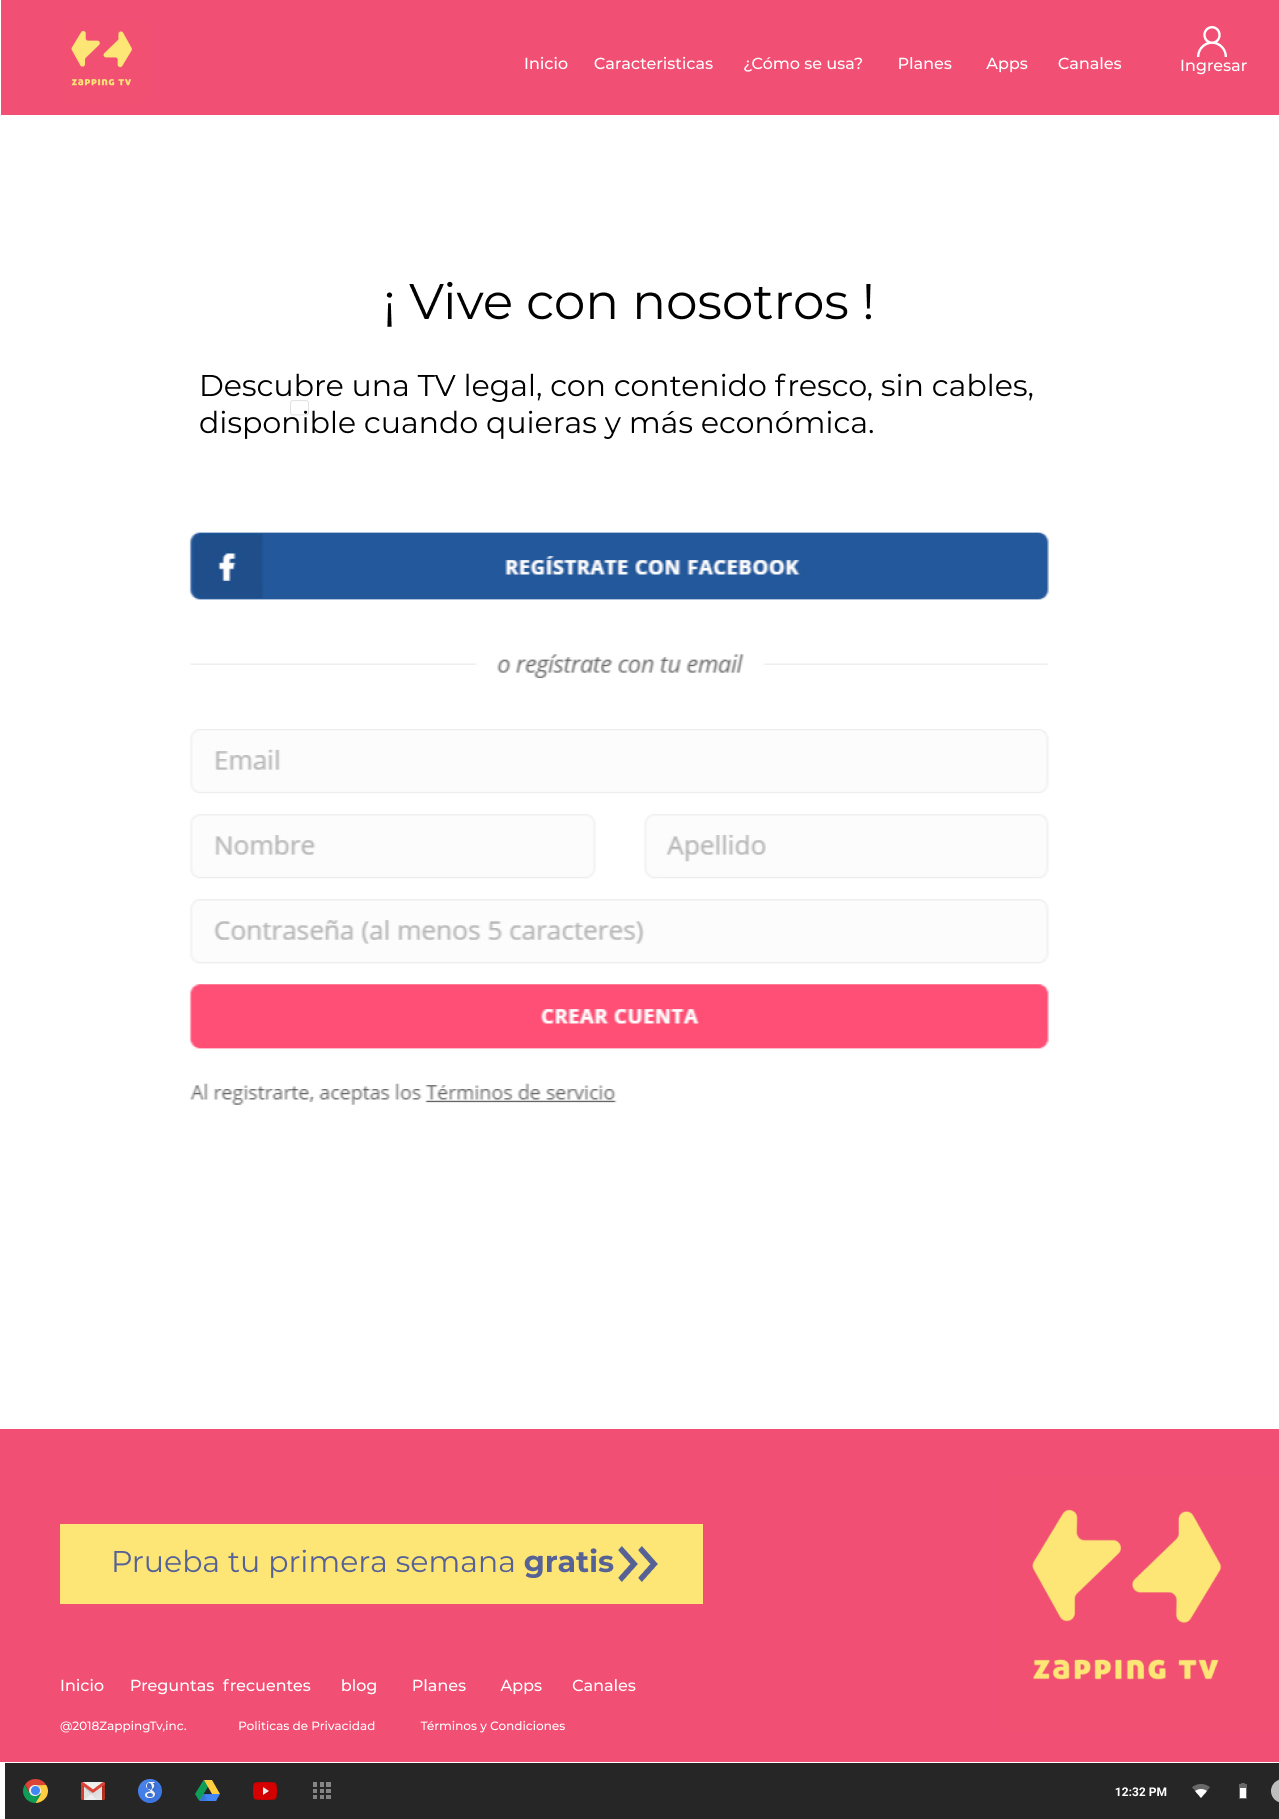 ZAPPING TV
Inicio Caracteristicas ¿Cómo se usa? Planes Apps Canales Ingresar
¡ Vive con nosotros !
Descubre una TV legal, con contenido fresco, sin cables,
disponible cuando quieras y más económica.
f REGÍSTRATE CON FACEBOOK
o regístrate con tu email
Email
Nombre Apellido
Contraseña (al menos 5 caracteres)
CREAR CUENTA
Al registrarte, aceptas los Términos de servicio
Prueba tu primera semana gratis
ZAPPING TV
Inicio Preguntas frecuentes blog Planes Apps Canales
@2018ZappingTv,inc. Politicas de Privacidad Términos y Condiciones
12:32 PM